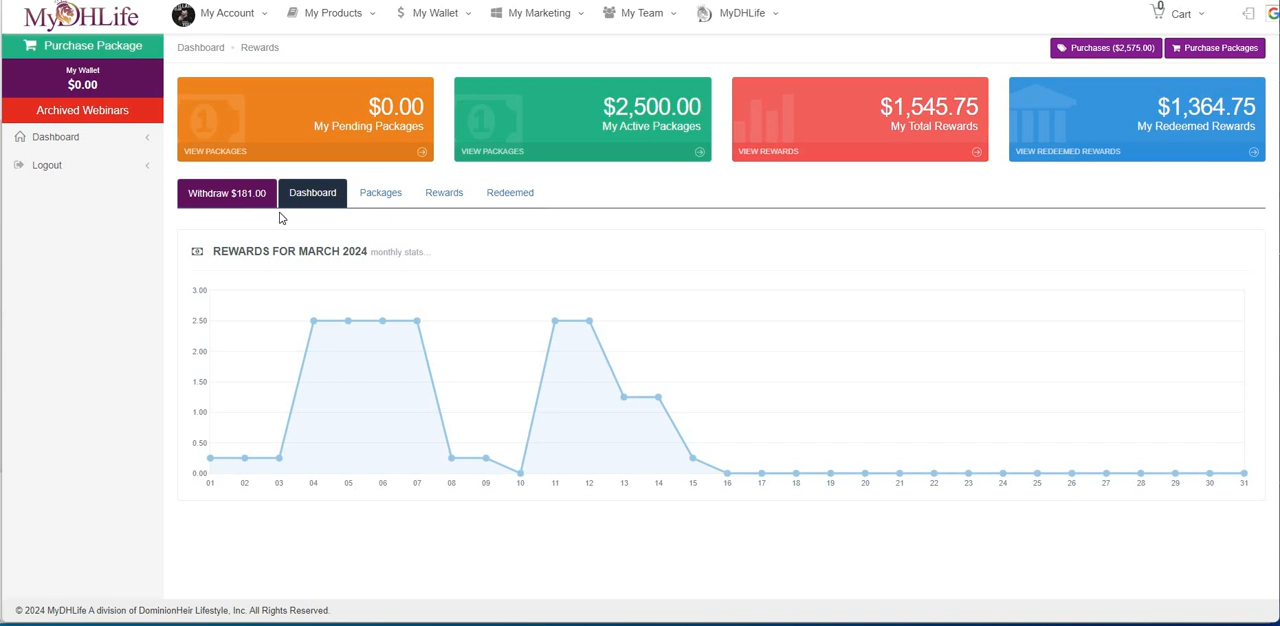 MyDHLife
My Account
My Products
$ My Wallet
My Marketing
My Team
MyDHLife
0
Cart
Purchase Package
My Wallet
$0.00
Archived Webinars
Dashboard
Logout
Dashboard Rewards
Purchases ($2,575.00)
Purchase Packages
$0.00
My Pending Packages
VIEW PACKAGES
$2,500.00
My Active Packages
VIEW PACKAGES
$1,545.75
My Total Rewards
VIEW REWARDS
$1,364.75
My Redeemed Rewards
VIEW REDEEMED REWARDS
Withdraw $181.00
Dashboard
Packages
Rewards
Redeemed
REWARDS FOR MARCH 2024 monthly stats...
3.00
2.50
2.00
1.50
1.00
0.50
0.00
01 02 03 04 05 06 07 08 09 10 11 12 13 14 15 16 17 18 19 20 21 22 23 24 25 26 27 28 29 30 31
© 2024 MyDHLife A division of DominionHeir Lifestyle, Inc. All Rights Reserved.